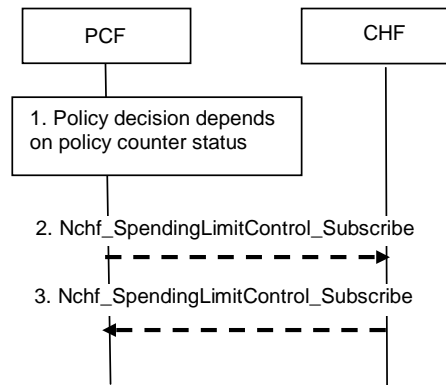 PCF
CHF
1. Policy decision depends
on policy counter status
2. Nchf_SpendingLimitControl_Subscribe
3. Nchf_SpendingLimitControl_Subscribe